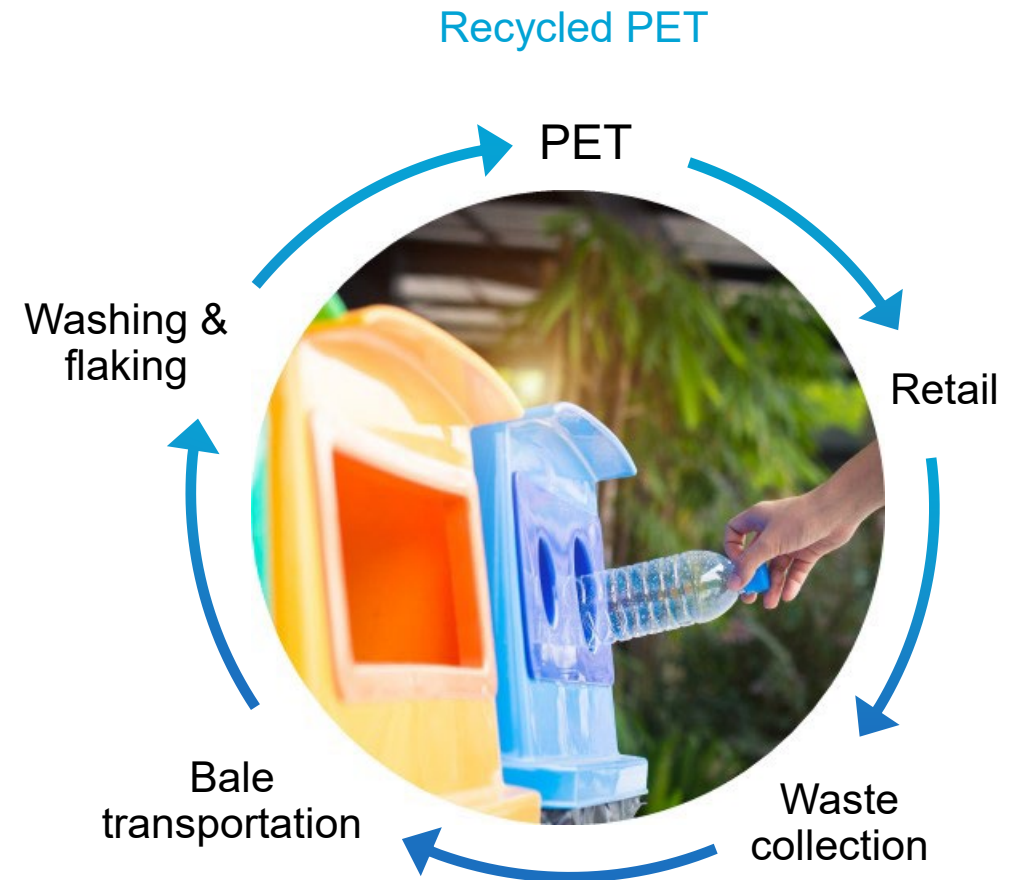 Recycled PET
PET
Retail
Waste
collection
Bale
transportation
Washing &
flaking